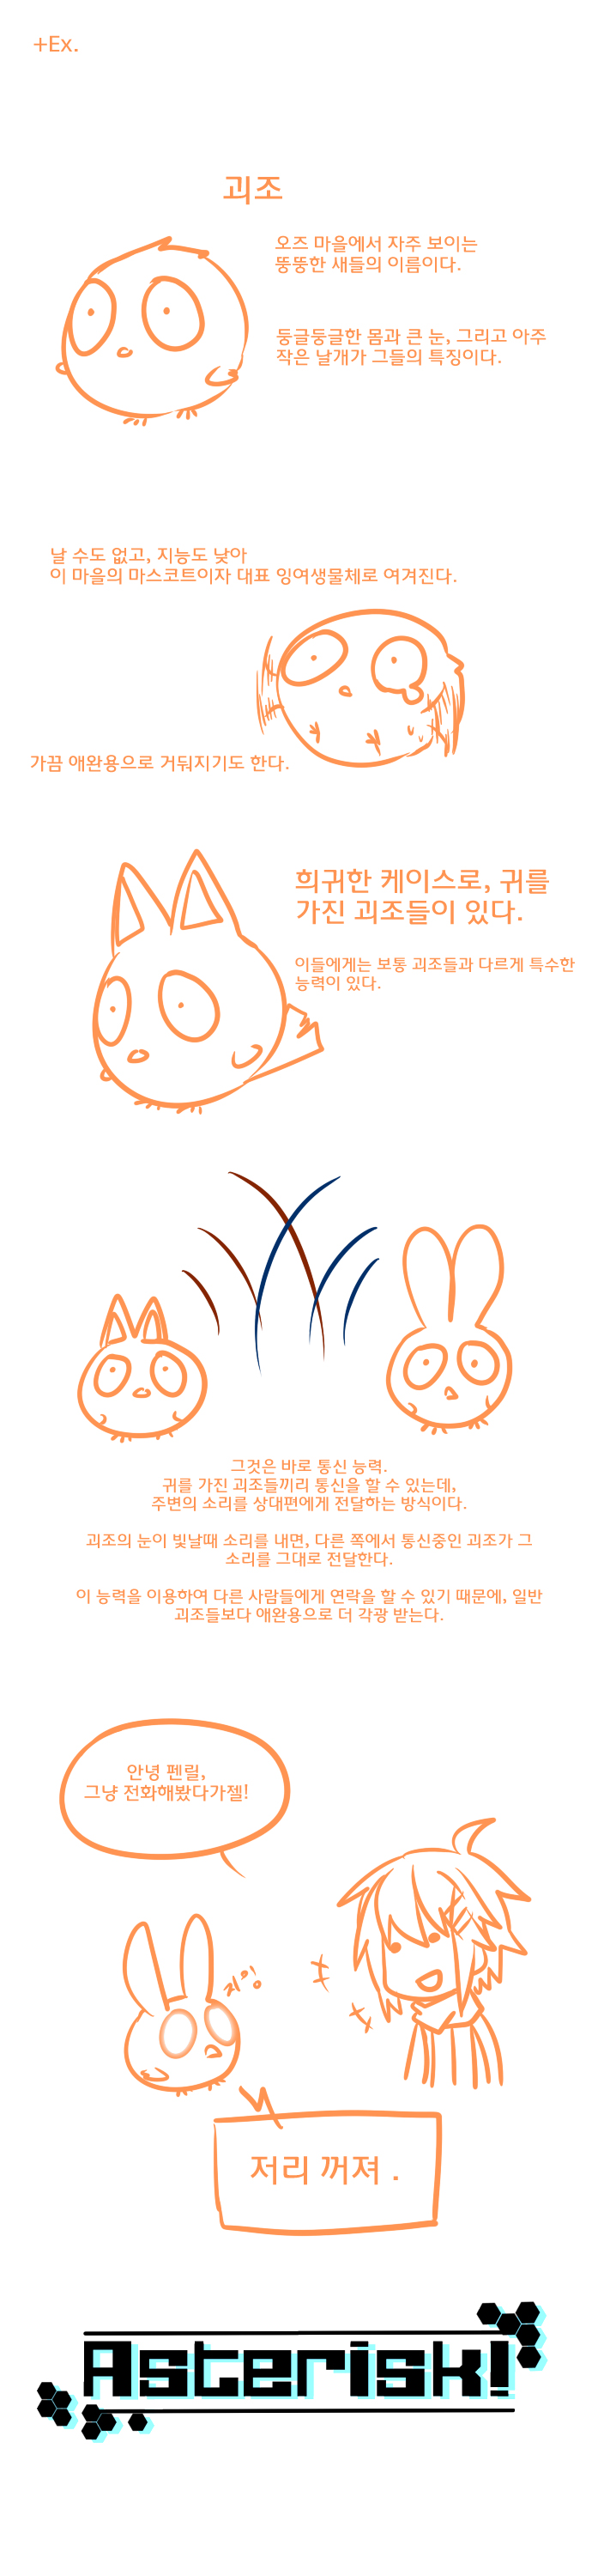 +Ex.
괴조
오즈 마을에서 자주 보이는
뚱뚱한 새들의 이름이다.
둥글둥글한 몸과 큰 눈, 그리고 아주
작은 날개가 그들의 특징이다.
날 수도 없고, 지능도 낮아
이 마을의 마스코트이자 대표 잉여생물체로 여겨진다.
가끔 애완용으로 거둬지기도 한다.
희귀한 케이스로, 귀를
가진 괴조들이 있다.
이들에게는 보통 괴조들과 다르게 특수한
능력이 있다.
그것은 바로 통신 능력.
귀를 가진 괴조들끼리 통신을 할 수 있는데,
주변의 소리를 상대편에게 전달하는 방식이다.
괴조의 눈이 빛날때 소리를 내면, 다른 쪽에서 통신중인 괴조가 그
소리를 그대로 전달한다.
이 능력을 이용하여 다른 사람들에게 연락을 할 수 있기 때문에, 일반
괴조들보다 애완용으로 더 각광 받는다.
안녕 펜릴,
그냥 전화해봤다가젤!
지잉
저리 꺼져 .
Asterisk!